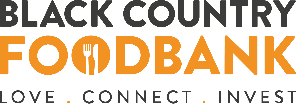 BLACK COUNTRY
FOODBANK
LOVE . CONNECT . INVEST